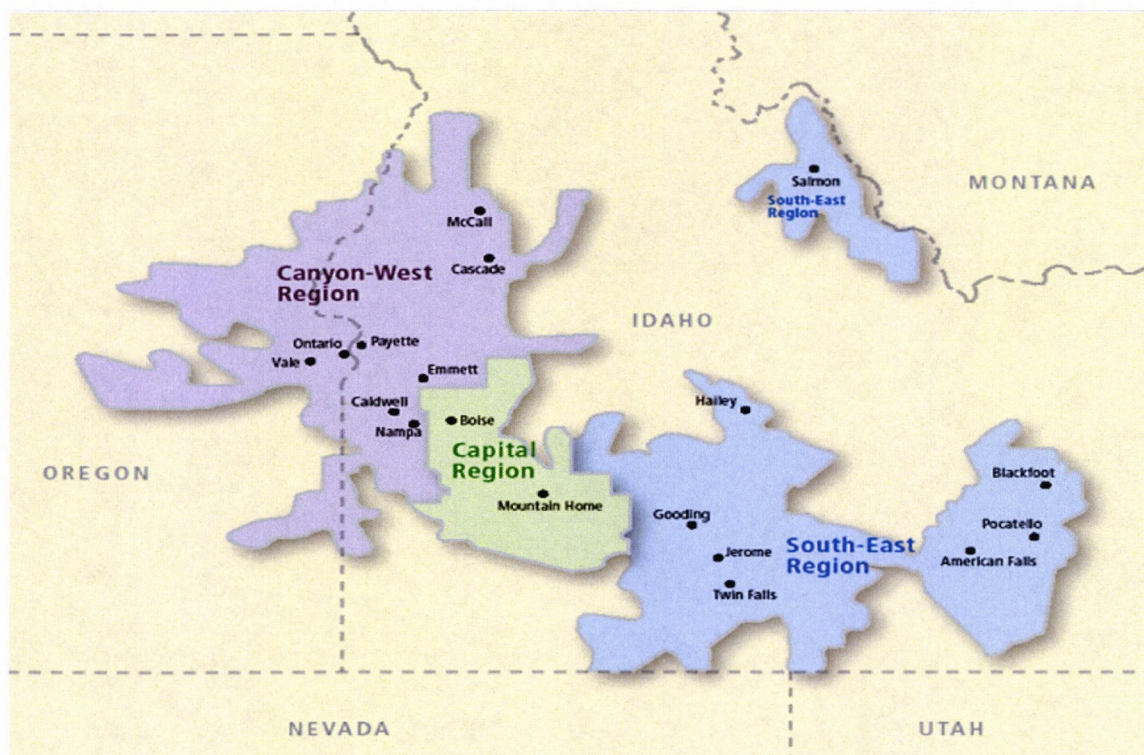 Salmon
South-East
Region
MONTANA
McCall
Canyon-West
Region
Cascade
IDAHO
Ontario
Payette
Vale
Emmett
Hailey
Caldwell
Nampa
Boise
OREGON
Capital
Region
Blackfoot
Mountain Home
Gooding
Pocatello
South-East
Region
Jerome
American Falls
Twin Falls
NEVADA
UTAH